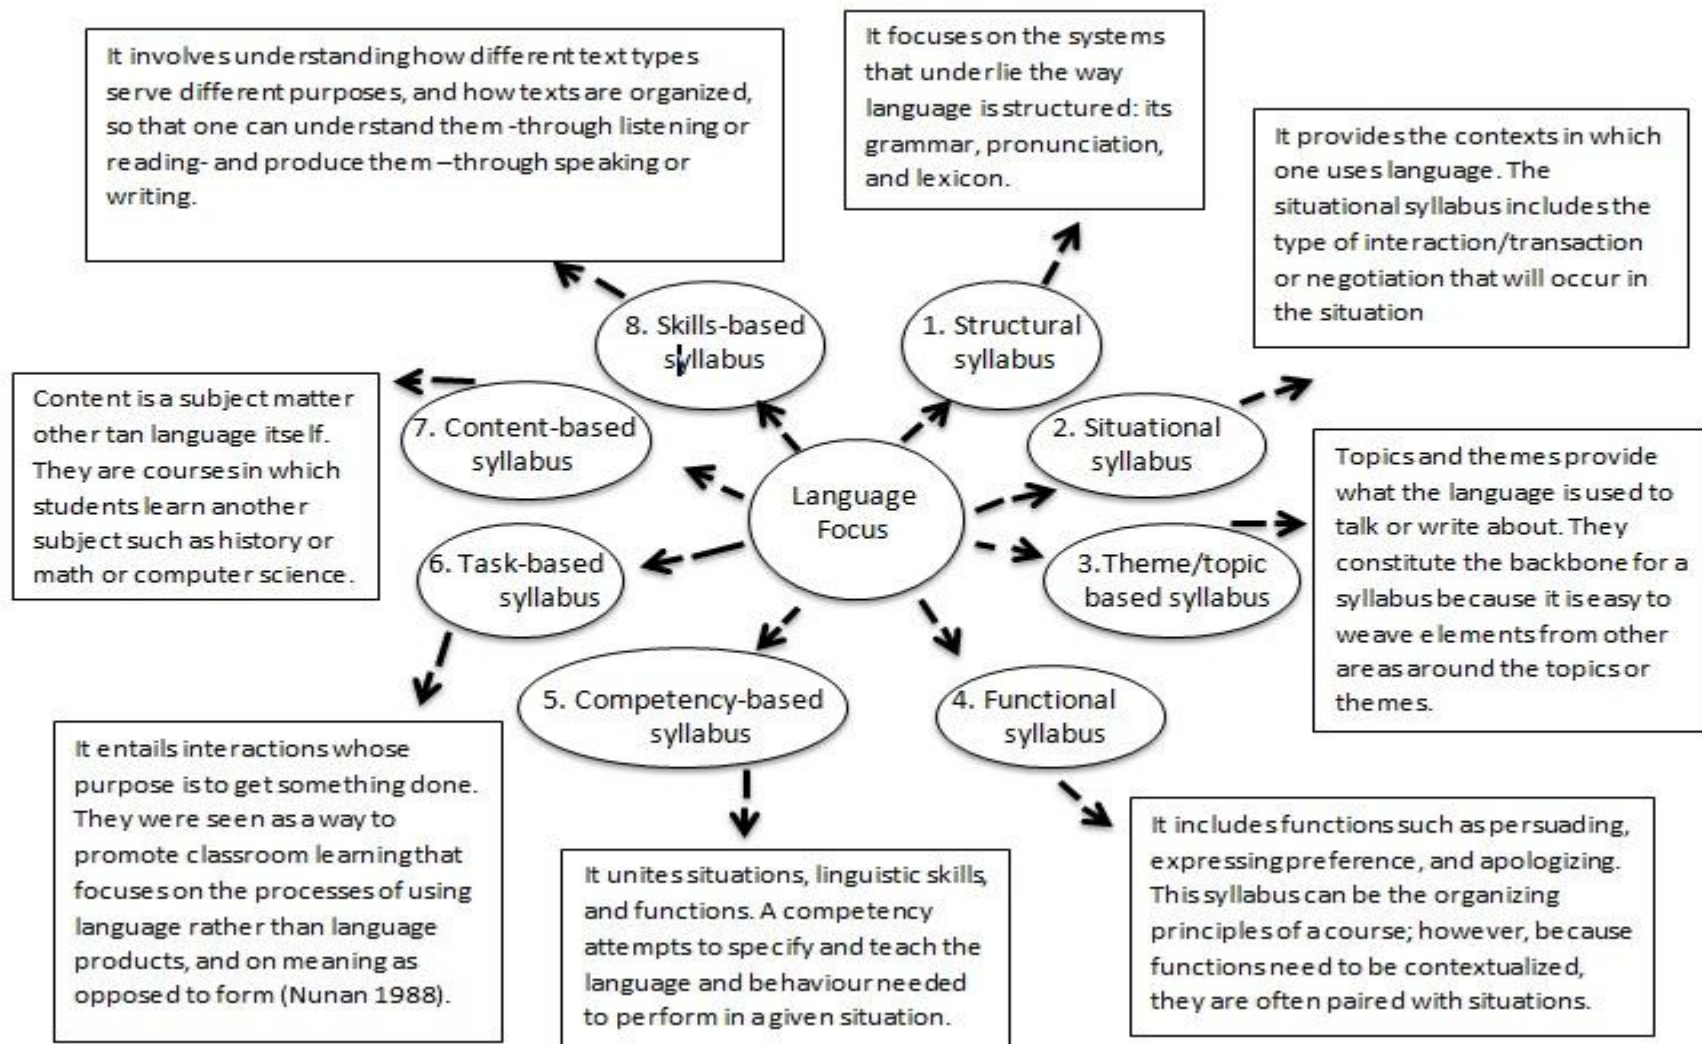 Language
Focus
1. Structural
syllabus
It focuses on the systems
that underlie the way
language is structured: its
grammar, pronunciation,
and lexicon.
2. Situational
syllabus
It provides the contexts in which
one uses language. The
situational syllabus includes the
type of interaction/transaction
or negotiation that will occur in
the situation
3.Theme/topic
based syllabus
Topics and themes provide
what the language is used to
talk or write about. They
constitute the backbone for a
syllabus because it is easy to
weave elements from other
areas around the topics or
themes.
4. Functional
syllabus
It includes functions such as persuading,
expressing preference, and apologizing.
This syllabus can be the organizing
principles of a course; however, because
functions need to be contextualized,
they are often paired with situations.
5. Competency-based
syllabus
It unites situations, linguistic skills,
and functions. A competency
attempts to specify and teach the
language and behaviour needed
to perform in a given situation.
6. Task-based
syllabus
It entails interactions whose
purpose is to get something done.
They were seen as a way to
promote classroom learning that
focuses on the processes of using
language rather than language
products, and on meaning as
opposed to form (Nunan 1988).
7. Content-based
syllabus
Content is a subject matter
other tan language itself.
They are courses in which
students learn another
subject such as history or
math or computer science.
8. Skills-based
syllabus
It involves understanding how different text types
serve different purposes, and how texts are organized,
so that one can understand them -through listening or
reading- and produce them –through speaking or
writing.